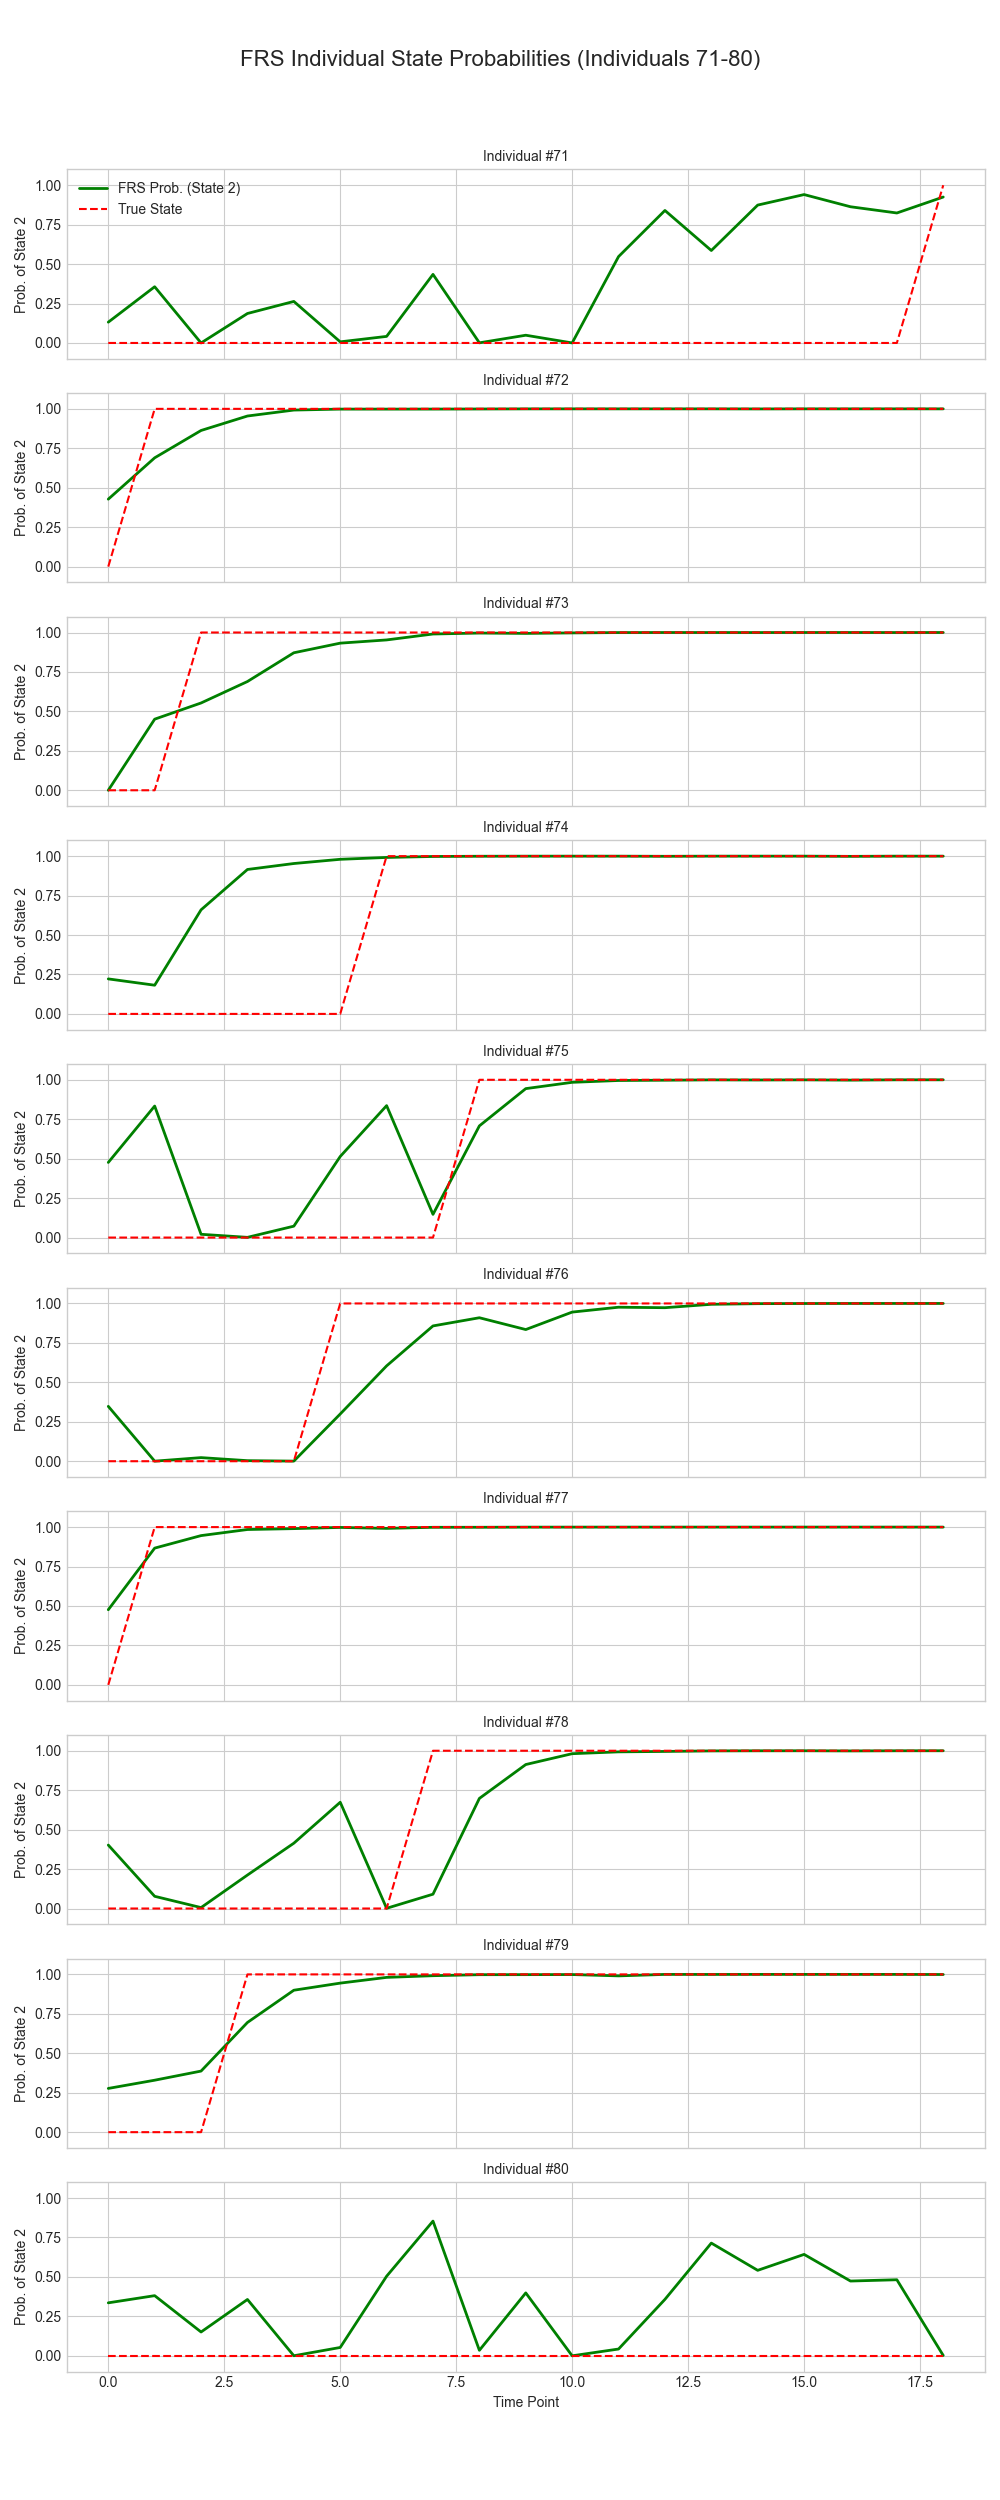 FRS Individual State Probabilities (Individuals 71-80)
Individual #71
FRS Prob. (State 2)
True State
Prob. of State 2
1.00
0.75
0.50
0.25
0.00
Individual #72
Prob. of State 2
1.00
0.75
0.50
0.25
0.00
Individual #73
Prob. of State 2
1.00
0.75
0.50
0.25
0.00
Individual #74
Prob. of State 2
1.00
0.75
0.50
0.25
0.00
Individual #75
Prob. of State 2
1.00
0.75
0.50
0.25
0.00
Individual #76
Prob. of State 2
1.00
0.75
0.50
0.25
0.00
Individual #77
Prob. of State 2
1.00
0.75
0.50
0.25
0.00
Individual #78
Prob. of State 2
1.00
0.75
0.50
0.25
0.00
Individual #79
Prob. of State 2
1.00
0.75
0.50
0.25
0.00
Individual #80
Prob. of State 2
1.00
0.75
0.50
0.25
0.00
0.0 2.5 5.0 7.5 10.0 12.5 15.0 17.5
Time Point